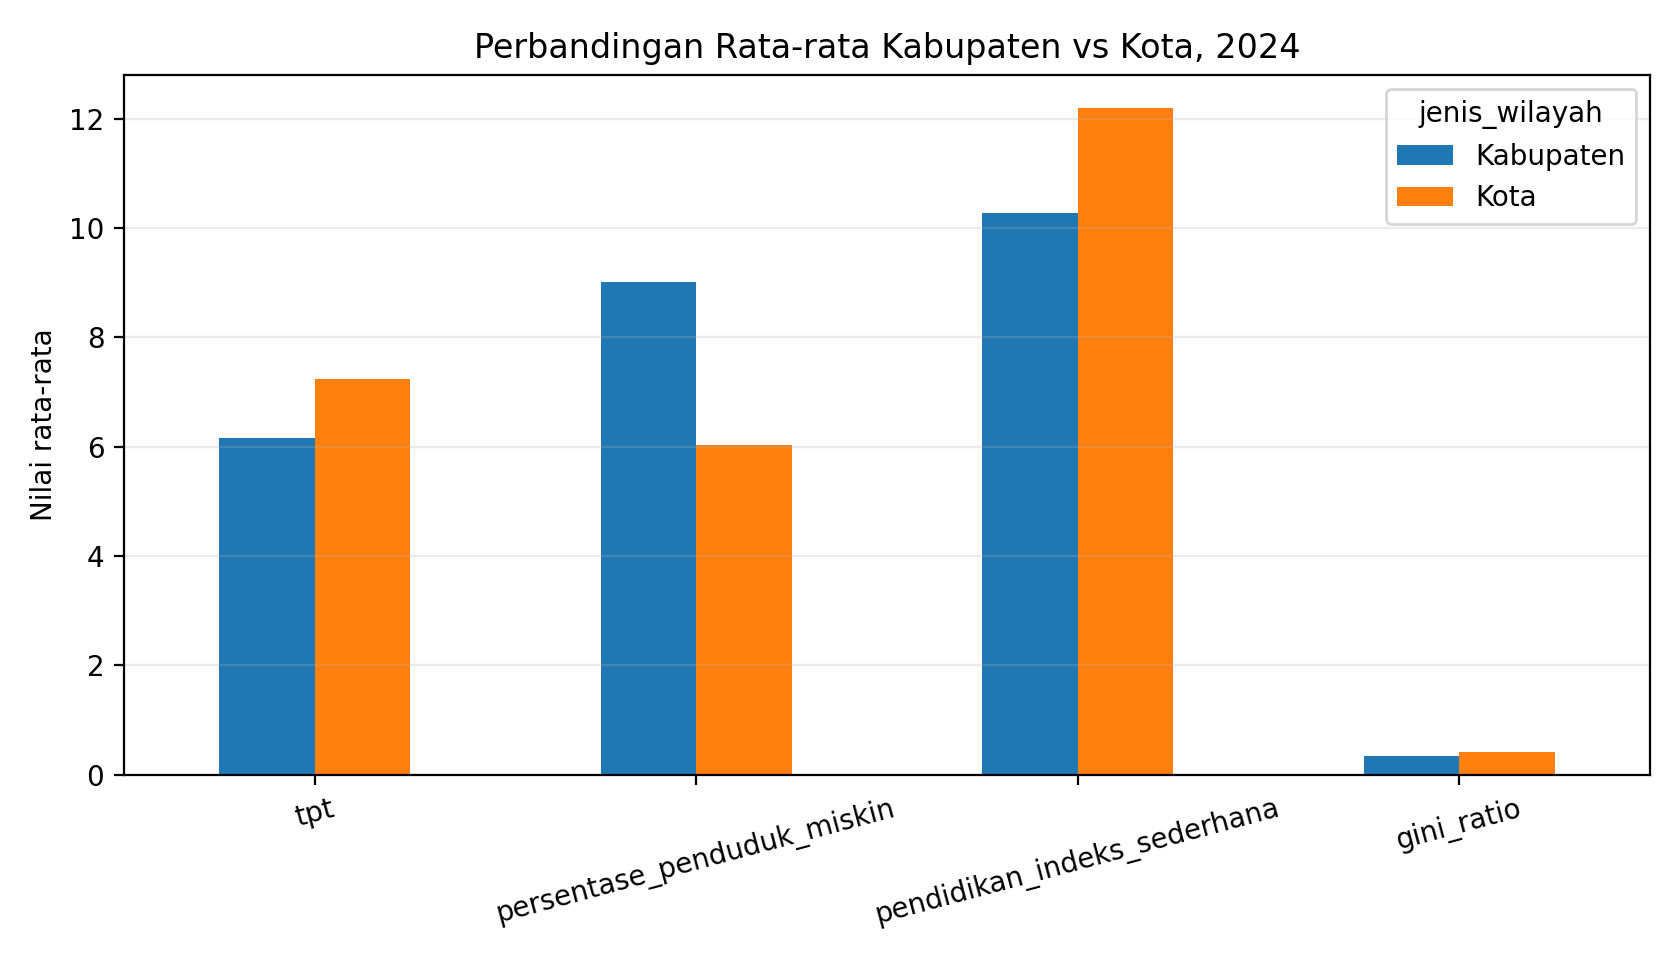 Perbandingan Rata-rata Kabupaten vs Kota, 2024
jenis_wilayah
Kabupaten
Kota
Nilai rata-rata
12
10
8
6
4
2
0
tpt
persentase_penduduk_miskin
pendidikan_indeks_sederhana
gini_ratio